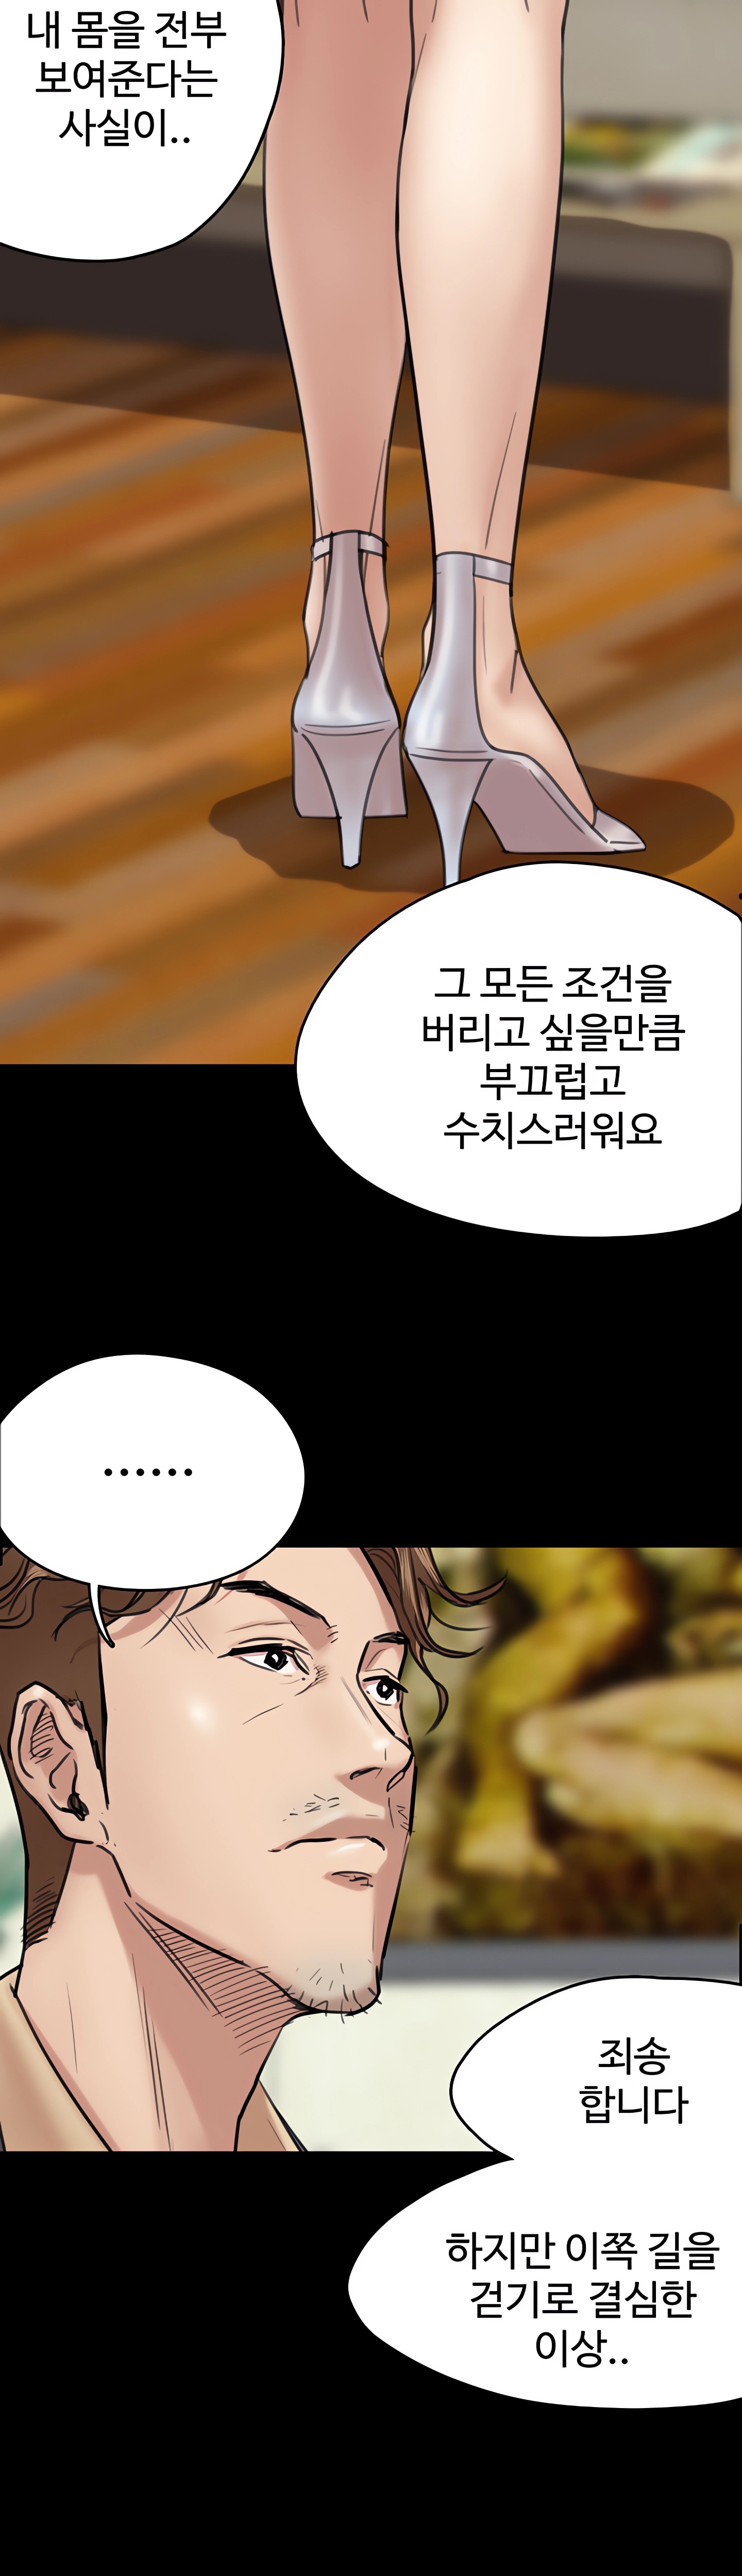 내 몸을 전부
보여준다는
사실이..
그 모든 조건을
버리고 싶을만큼
부끄럽고
수치스러워요
......
죄송
합니다
하지만 이쪽 길을
걷기로 결심한
이상..